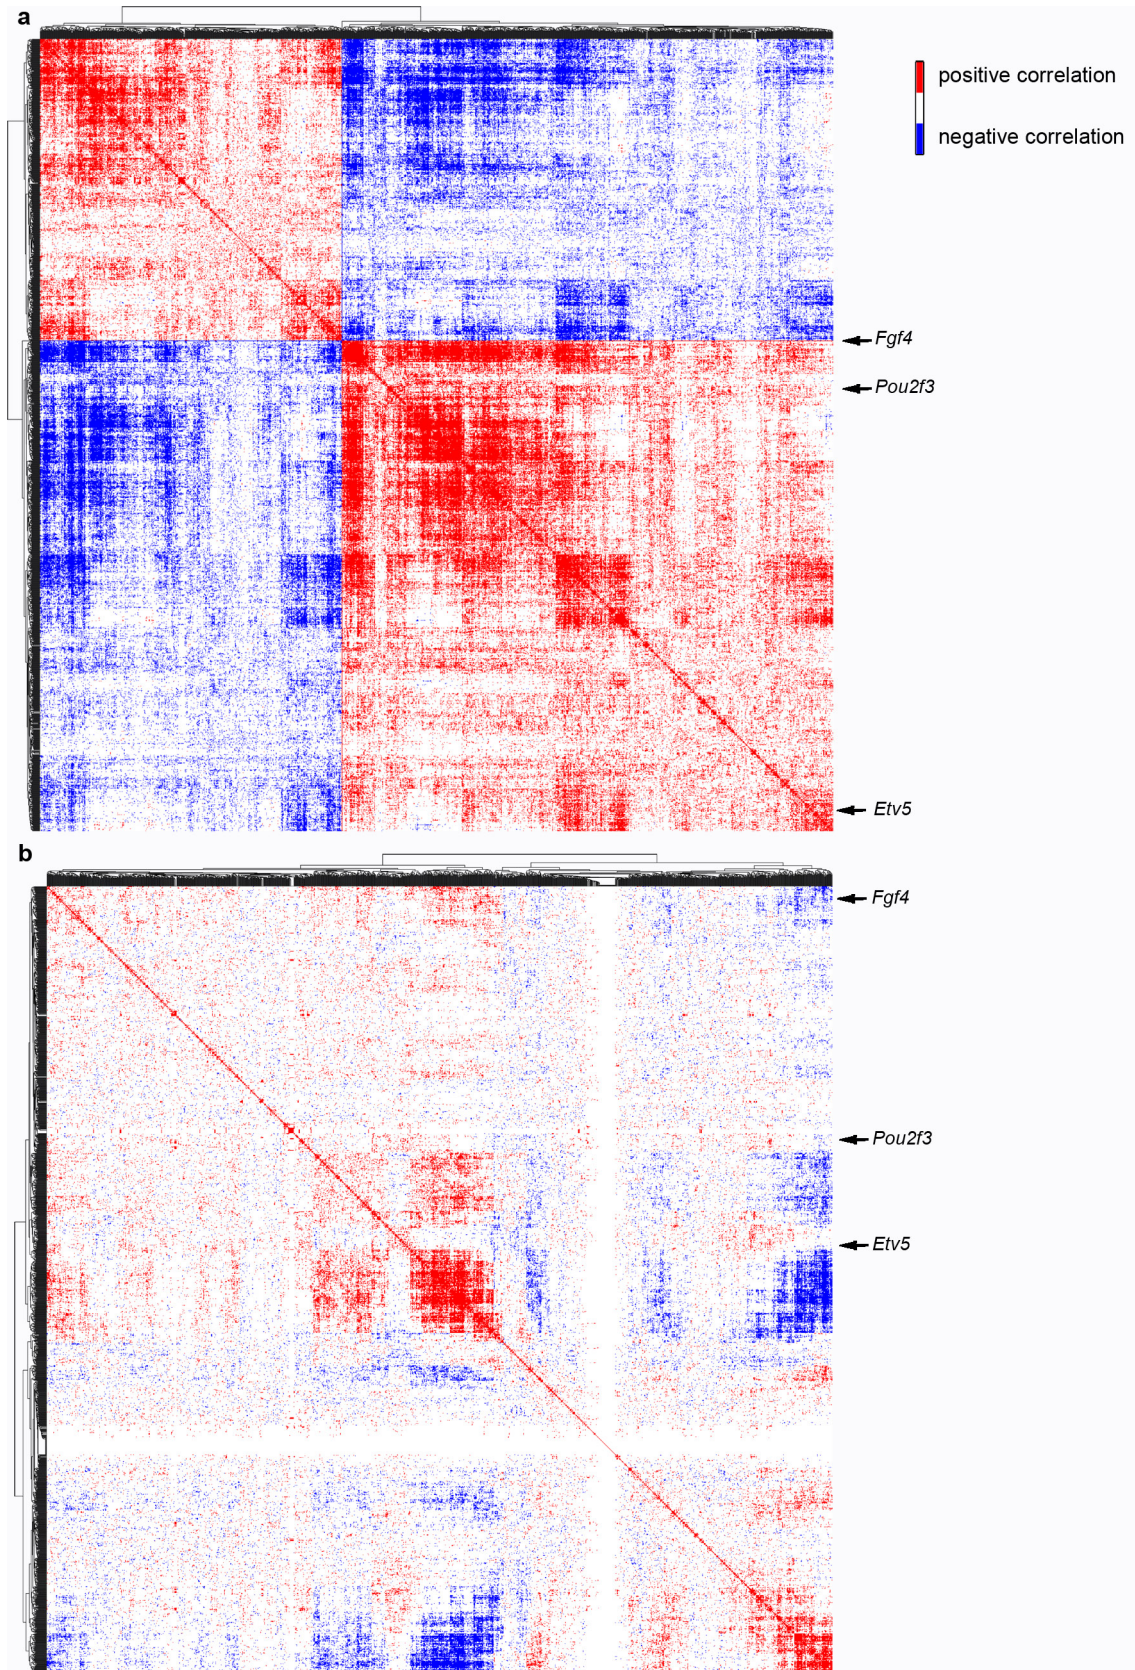 a
positive correlation
negative correlation
Fgf4
Pou2f3
Etv5
b
Fgf4
Pou2f3
Etv5